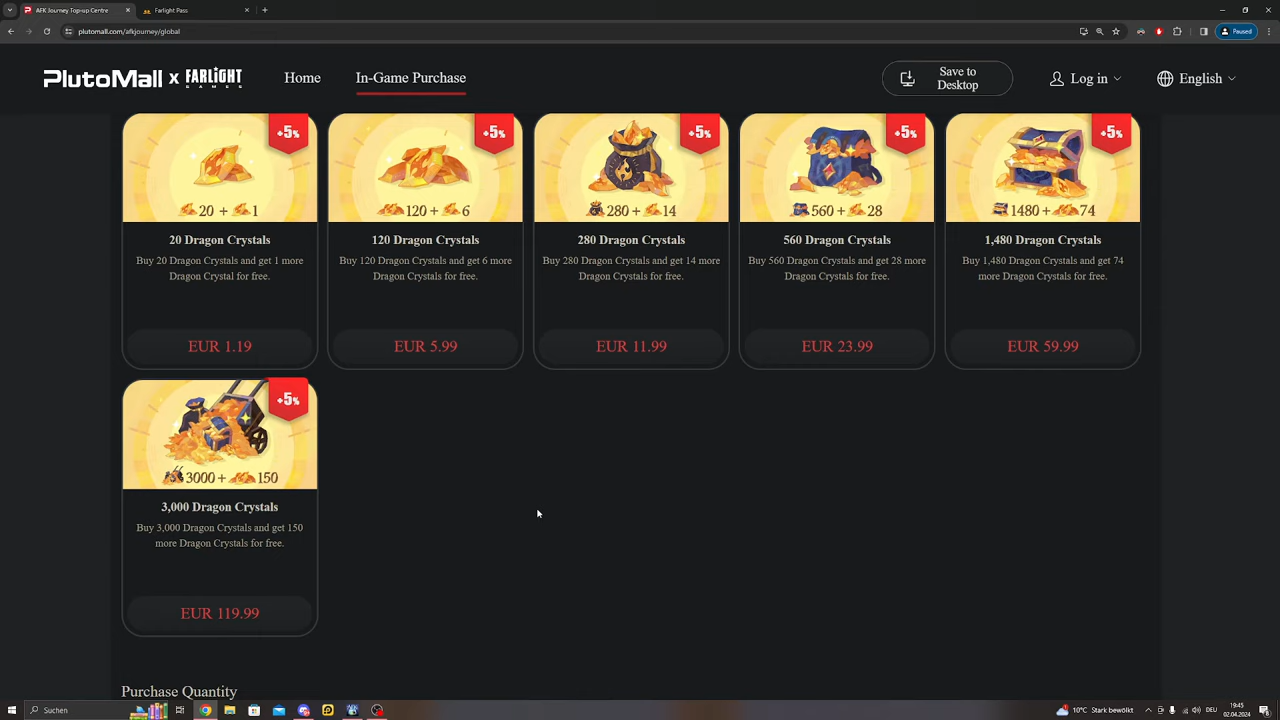 AFK Journey Top-up Centre
Farlight Pass
plutomall.com/afkjourney/global
Paused
PlutoMall x FARLIGHT GAMES
Home
In-Game Purchase
Save to Desktop
Log in
English
+5%
+5%
+5%
+5%
+5%
20 + 1
120 + 6
280 + 14
560 + 28
1480 + 74
20 Dragon Crystals
120 Dragon Crystals
280 Dragon Crystals
560 Dragon Crystals
1,480 Dragon Crystals
Buy 20 Dragon Crystals and get 1 more
Dragon Crystal for free.
Buy 120 Dragon Crystals and get 6 more
Dragon Crystals for free.
Buy 280 Dragon Crystals and get 14 more
Dragon Crystals for free.
Buy 560 Dragon Crystals and get 28 more
Dragon Crystals for free.
Buy 1,480 Dragon Crystals and get 74
more Dragon Crystals for free.
EUR 1.19
EUR 5.99
EUR 11.99
EUR 23.99
EUR 59.99
+5%
3000 + 150
3,000 Dragon Crystals
Buy 3,000 Dragon Crystals and get 150
more Dragon Crystals for free.
EUR 119.99
Purchase Quantity
Suchen
10°C Stark bewölkt
DEU
19:45
02.04.2024